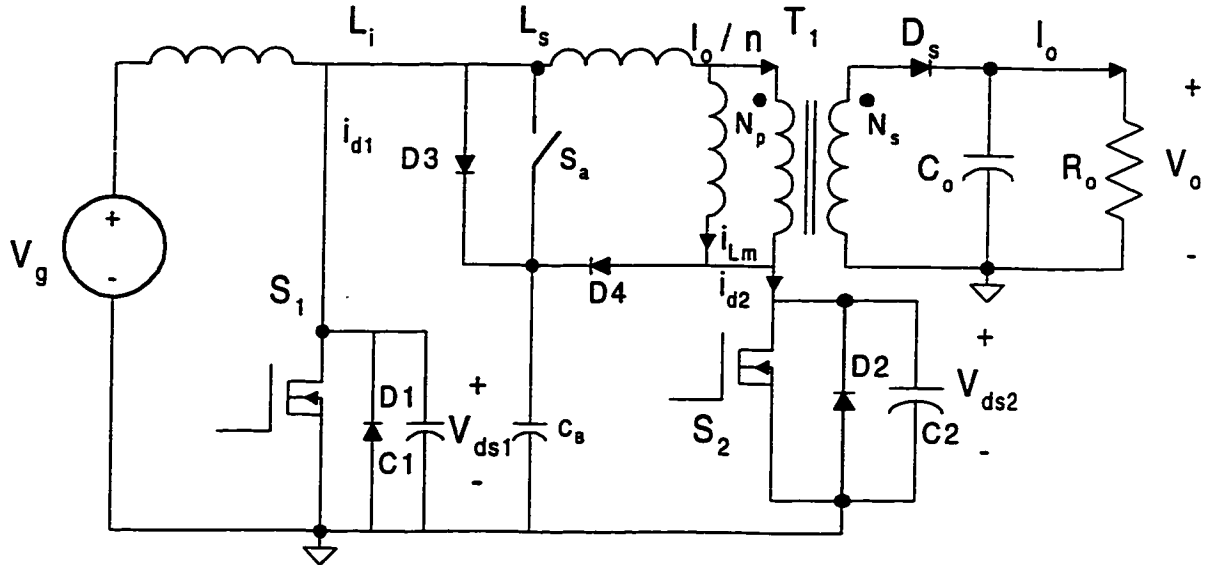 L_i
L_s
I_o / n
T_1
D_s
I_o
+
i_d1
D3
S_a
N_p
N_s
C_o
R_o
V_o
+
-
V_g
i_Lm
-
D4
i_d2
S_1
+
D1
V_ds1
C1
-
C_B
S_2
D2
+
V_ds2
C2
-